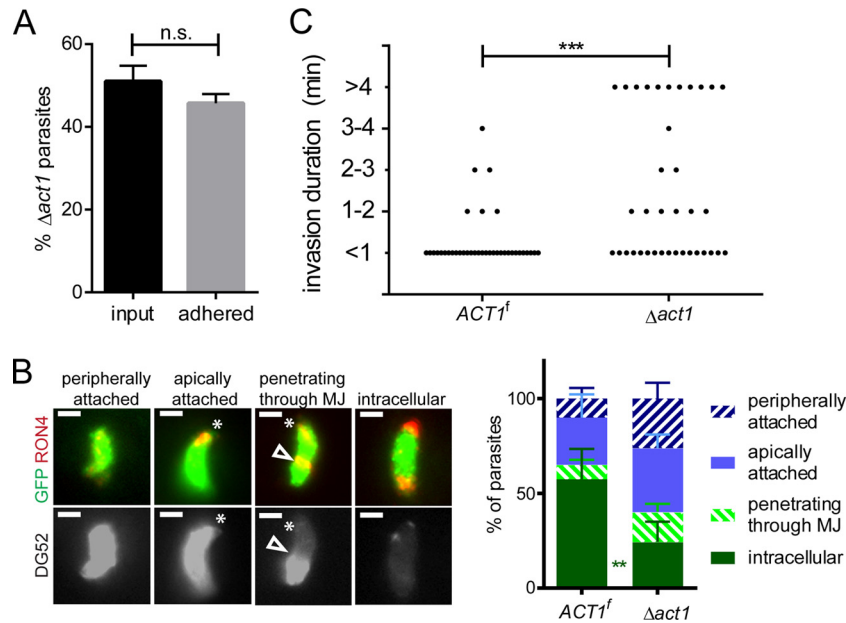 A
n.s.
60
40
20
0
% Δact1 parasites
input
adhered
C
***
invasion duration (min)
>4
3-4
2-3
1-2
<1
ACT1f
Δact1
B
peripherally attached
apically attached
penetrating through MJ
intracellular
GFP RON4
DG52
*
*
*
*
100
50
0
% of parasites
**
ACT1f
Δact1
peripherally attached
apically attached
penetrating through MJ
intracellular